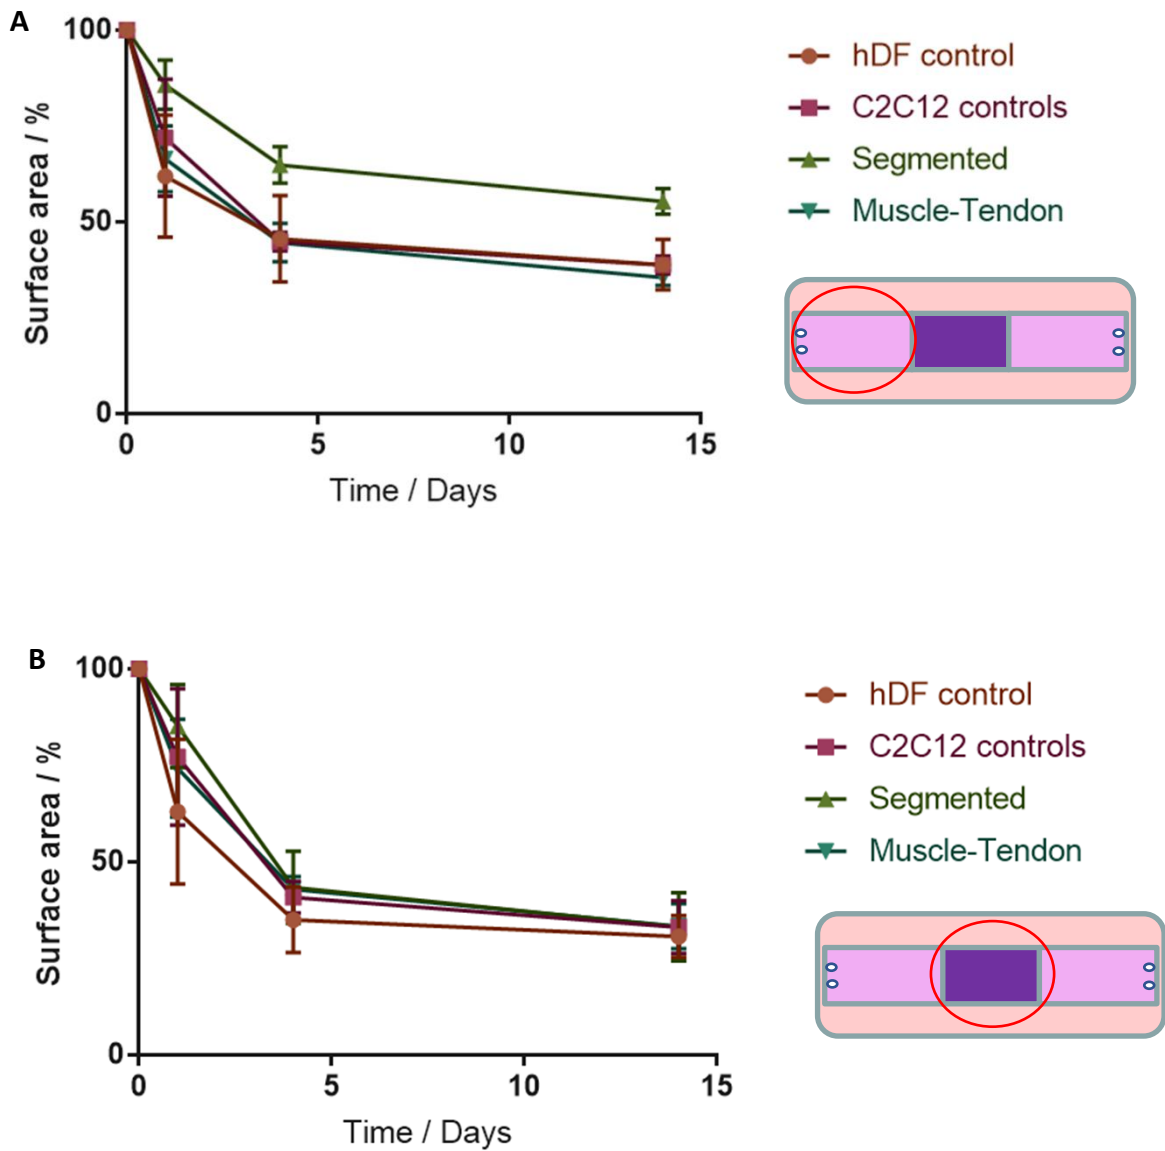 A
100
50
0
0 5 10 15
Surface area / %
Time / Days
hDF control
C2C12 controls
Segmented
Muscle-Tendon
B
100
50
0
0 5 10 15
Surface area / %
Time / Days
hDF control
C2C12 controls
Segmented
Muscle-Tendon